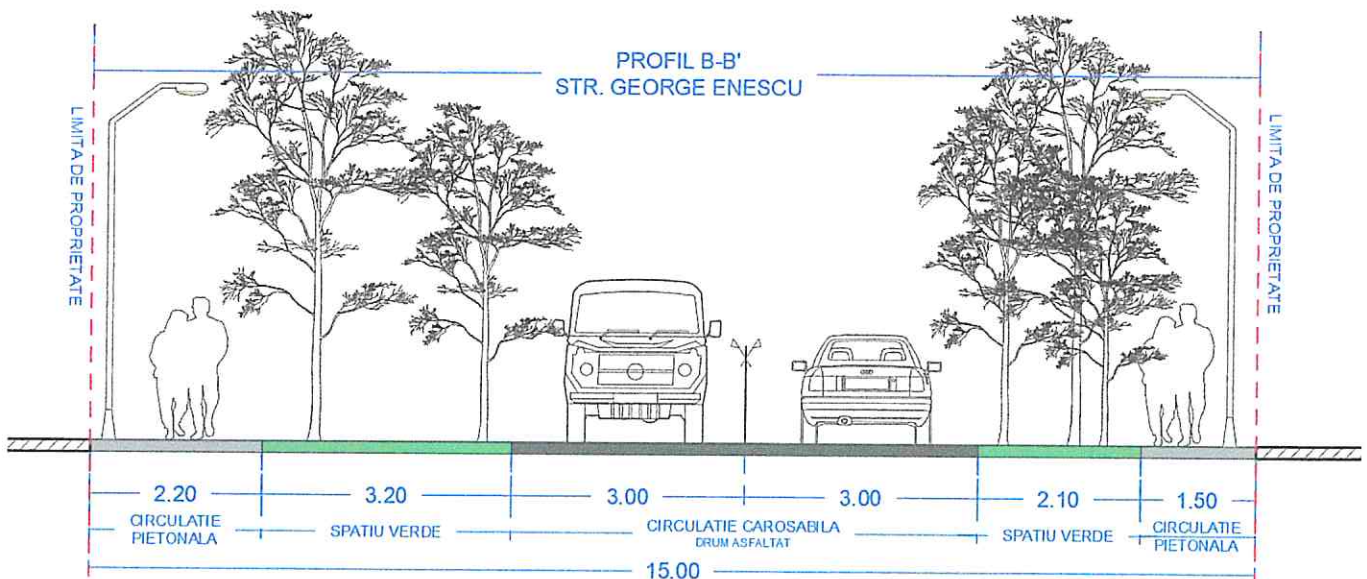 PROFIL B-B'
STR. GEORGE ENESCU
LIMITA DE PROPRIETATE
LIMITA DE PROPRIETATE
2.20
3.20
3.00
3.00
2.10
1.50
CIRCULATIE
PIETONALA
SPATIU VERDE
CIRCULATIE CAROSABILA
DRUM ASFALTAT
SPATIU VERDE
CIRCULATIE
PIETONALA
15.00